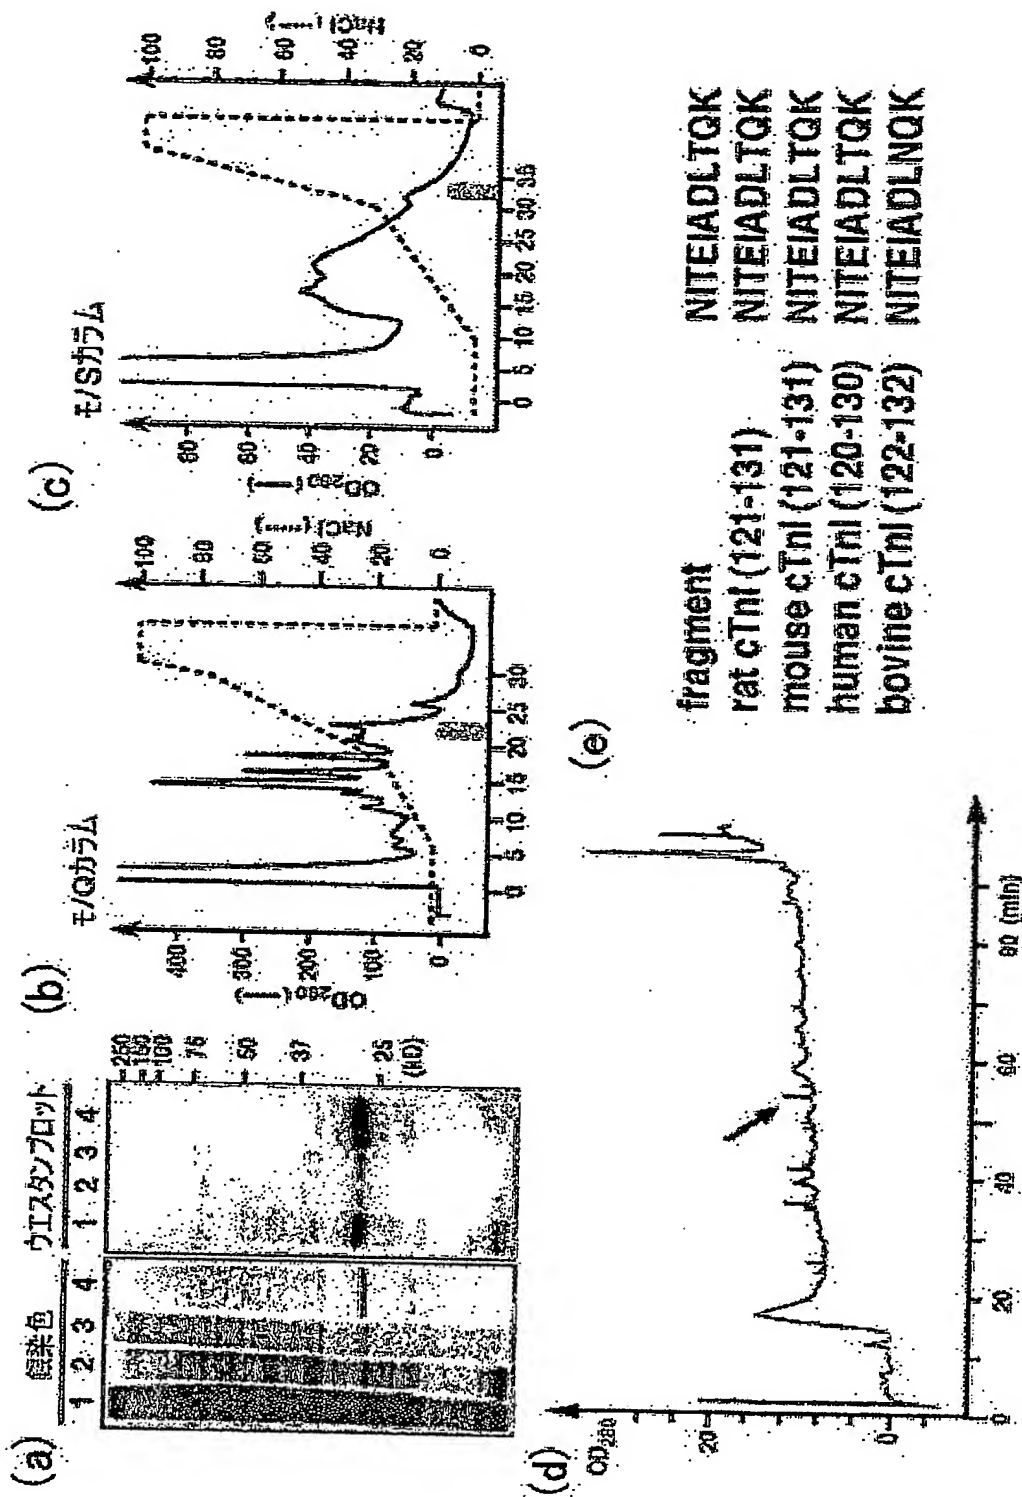 (a)
銀染色 ウエスタンブロット
1 2 3 4 1 2 3 4
250
150
100
75
50
37
25
(kD)
(b)
モノQカラム
OD280 (——)
400
300
200
100
0
NaCl (----)
100
80
60
40
20
0
0 5 10 15 20 25 30
(c)
モノSカラム
OD280 (——)
80
60
40
20
0
NaCl (----)
100
80
60
40
20
0
0 5 10 15 20 25 30 35
(d)
OD280
20
0
0 20 40 60 80 (min)
(e)
fragment NITEIADLTQK
rat cTnI (121-131) NITEIADLTQK
mouse cTnI (121-131) NITEIADLTQK
human cTnI (120-130) NITEIADLTQK
bovine cTnI (122-132) NITEIADLNQK